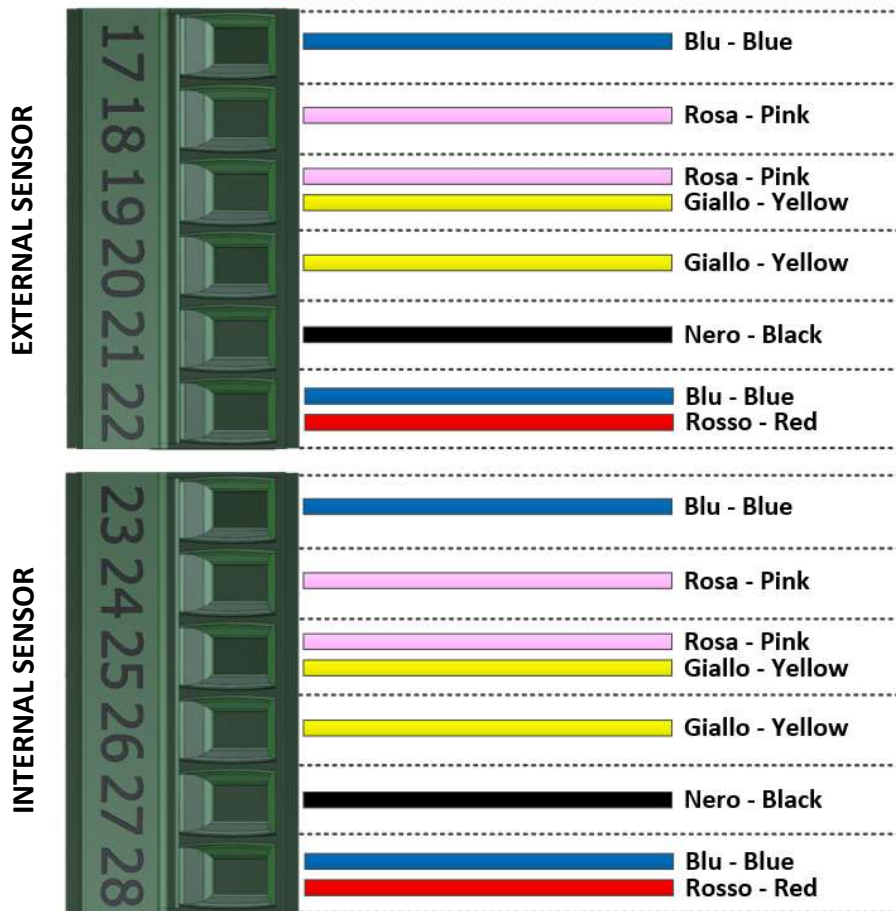 EXTERNAL SENSOR
17
Blu - Blue
18
Rosa - Pink
19
Rosa - Pink
Giallo - Yellow
20
Giallo - Yellow
21
Nero - Black
22
Blu - Blue
Rosso - Red
INTERNAL SENSOR
23
Blu - Blue
24
Rosa - Pink
25
Rosa - Pink
Giallo - Yellow
26
Giallo - Yellow
27
Nero - Black
28
Blu - Blue
Rosso - Red